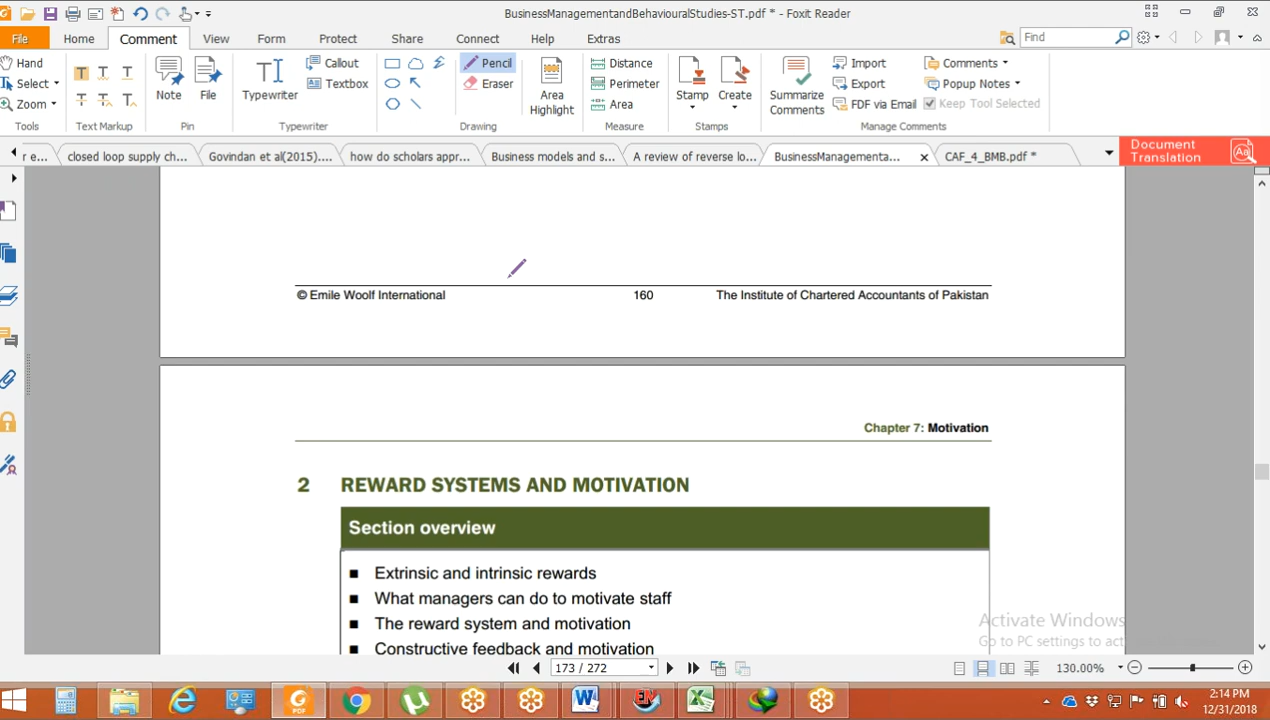 BusinessManagementandBehaviouralStudies-ST.pdf * - Foxit Reader
File Home Comment View Form Protect Share Connect Help Extras Find
Hand
Select
Zoom
Tools
Text Markup
Note
File
Pin
Typewriter
Callout
Textbox
Typewriter
Pencil
Eraser
Area
Highlight
Drawing
Distance
Perimeter
Area
Measure
Stamp
Create
Stamps
Summarize
Comments
Import
Export
FDF via Email
Comments
Popup Notes
Keep Tool Selected
Manage Comments
r e... closed loop supply ch... Govindan et al(2015).... how do scholars appr... Business models and s... A review of reverse lo... BusinessManagementa... CAF_4_BMB.pdf *
Document
Translation
© Emile Woolf International 160 The Institute of Chartered Accountants of Pakistan
Chapter 7: Motivation
2 REWARD SYSTEMS AND MOTIVATION
Section overview
■ Extrinsic and intrinsic rewards
■ What managers can do to motivate staff
■ The reward system and motivation
■ Constructive feedback and motivation
Activate Windows
173 / 272
130.00%
2:14 PM
12/31/2018